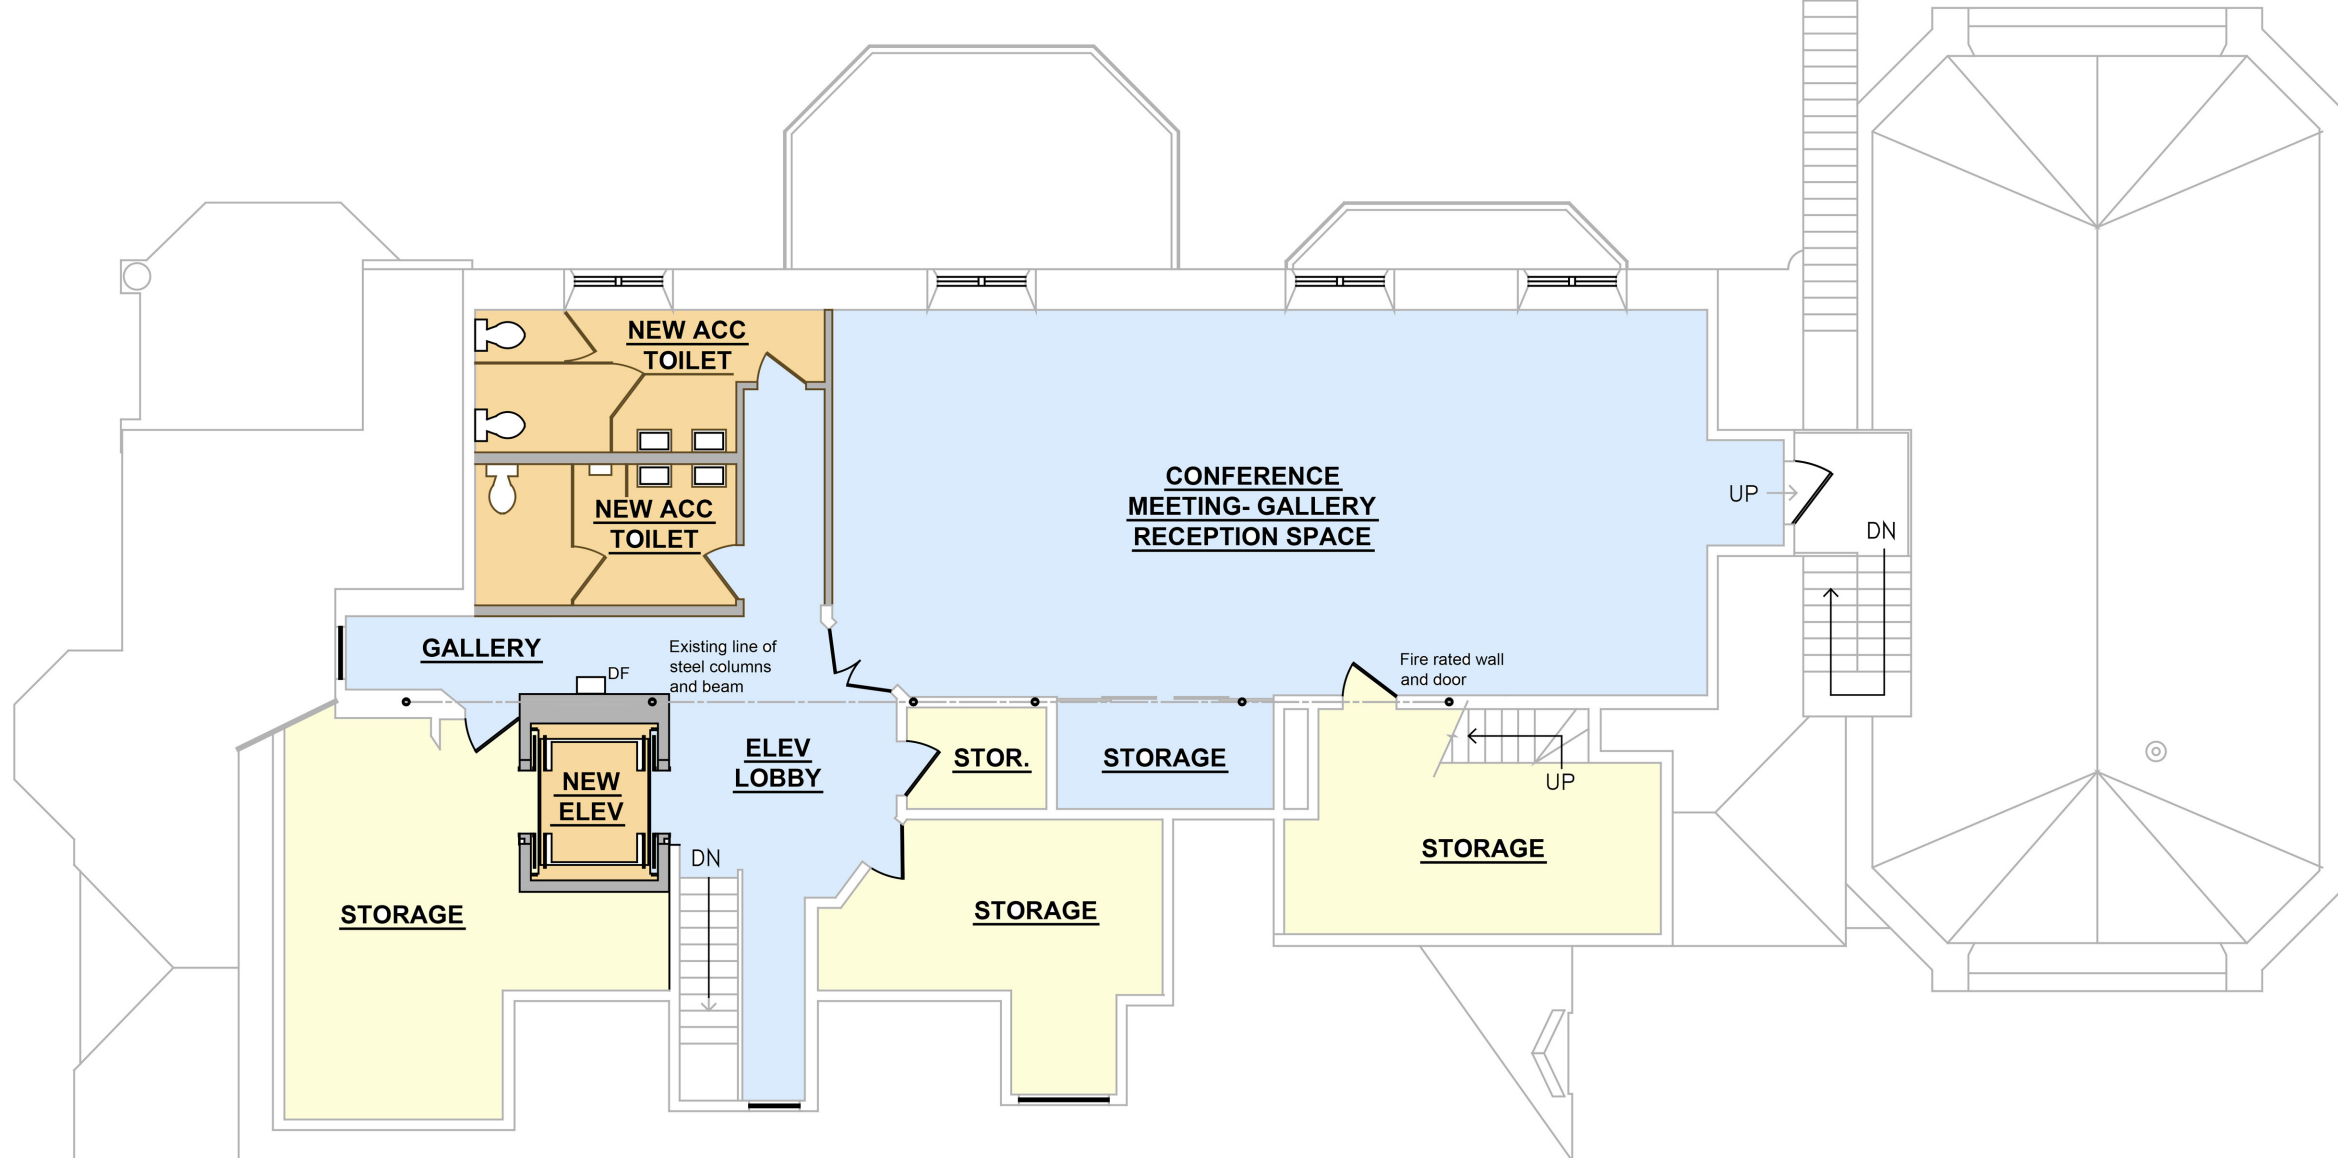 NEW ACC
TOILET
NEW ACC
TOILET
CONFERENCE
MEETING- GALLERY
RECEPTION SPACE
UP
DN
GALLERY
Existing line of
steel columns
and beam
DF
Fire rated wall
and door
ELEV
LOBBY
STOR.
STORAGE
NEW
ELEV
UP
DN
STORAGE
STORAGE
STORAGE